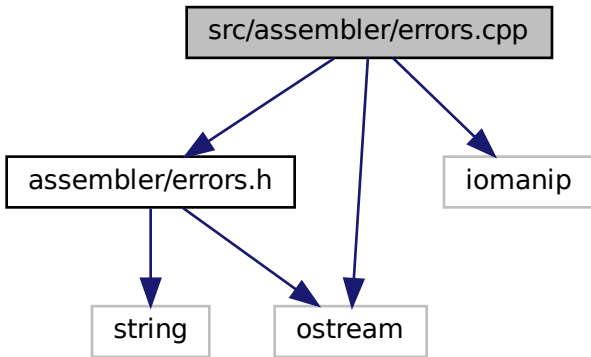 src/assembler/errors.cpp
assembler/errors.h
iomanip
string
ostream